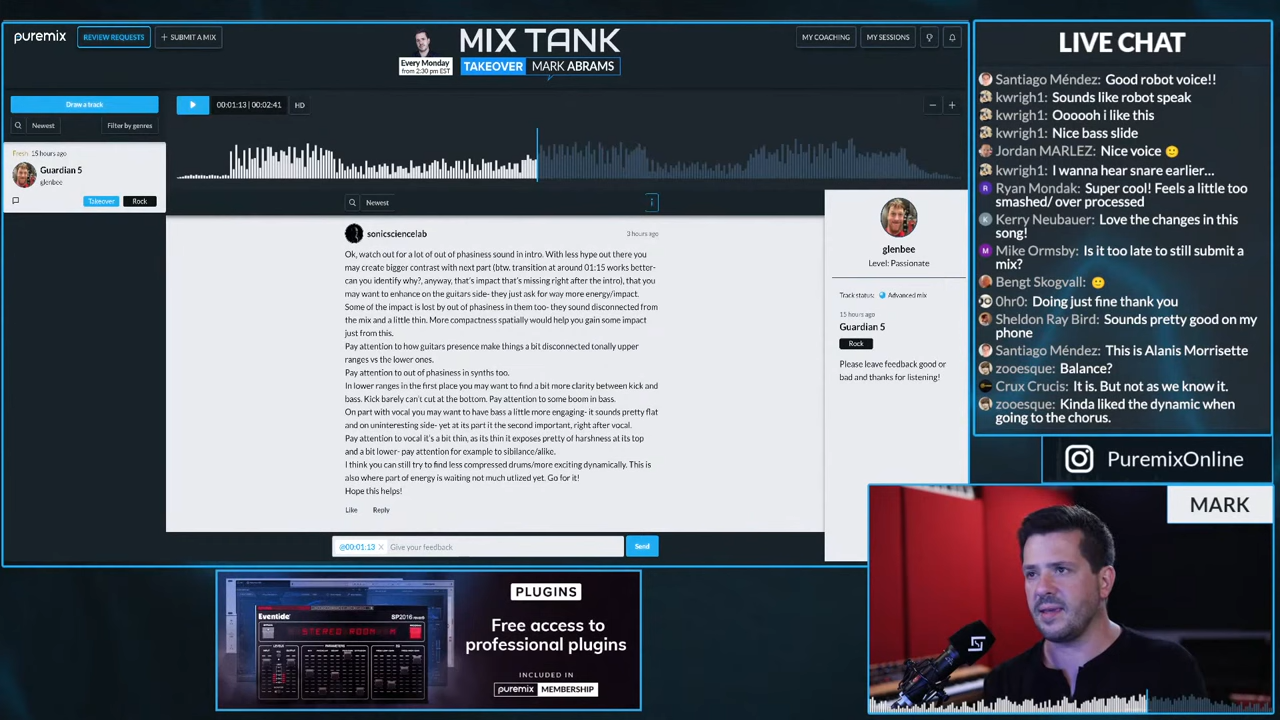 puremix
REVIEW REQUESTS
+ SUBMIT A MIX
Every Monday
from 2:30 pm EST
MIX TANK
TAKEOVER MARK ABRAMS
MY COACHING
MY SESSIONS
Draw a track
Newest
Filter by genres
Fresh 15 hours ago
Guardian 5
glenbee
Takeover
Rock
00:01:13 | 00:02:41
HD
Newest
sonicsciencelab
3 hours ago
Ok, watch out for a lot of out of phasiness sound in intro. With less hype out there you
may create bigger contrast with next part (btw. transition at around 01:15 works better-
can you identify why?, anyway, that's impact that's missing right after the intro), that you
may want to enhance on the guitars side- they just ask for way more energy/impact.
Some of the impact is lost by out of phasiness in them too- they sound disconnected from
the mix and a little thin. More compactness spatially would help you gain some impact
just from this.
Pay attention to how guitars presence make things a bit disconnected tonally upper
ranges vs the lower ones.
Pay attention to out of phasiness in synths too.
In lower ranges in the first place you may want to find a bit more clarity between kick and
bass. Kick barely can't cut at the bottom. Pay attention to some boom in bass.
On part with vocal you may want to have bass a little more engaging- it sounds pretty flat
and on uninteresting side- yet at its part it the second important, right after vocal.
Pay attention to vocal it's a bit thin, as its thin it exposes pretty of harshness at its top
and a bit lower- pay attention for example to sibilance/alike.
I think you can still try to find less compressed drums/more exciting dynamically. This is
also where part of energy is waiting not much utlized yet. Go for it!
Hope this helps!
Like Reply
@00:01:13 ×
Give your feedback
Send
glenbee
Level: Passionate
Track status: Advanced mix
15 hours ago
Guardian 5
Rock
Please leave feedback good or
bad and thanks for listening!
LIVE CHAT
Santiago Méndez: Good robot voice!!
kwrigh1: Sounds like robot speak
kwrigh1: Oooooh i like this
kwrigh1: Nice bass slide
Jordan MARLEZ: Nice voice 🙂
kwrigh1: I wanna hear snare earlier...
R Ryan Mondak: Super cool! Feels a little too
smashed/ over processed
K Kerry Neubauer: Love the changes in this
song!
M Mike Ormsby: Is it too late to still submit a
mix?
Bengt Skogvall: 🙂
0hr0: Doing just fine thank you
Sheldon Ray Bird: Sounds pretty good on my
phone
Santiago Méndez: This is Alanis Morrisette
zooesque: Balance?
Crux Crucis: It is. But not as we know it.
zooesque: Kinda liked the dynamic when
going to the chorus.
PuremixOnline
MARK
Eventide
SP2016 reverb
STEREO ROOM
PLUGINS
Free access to
professional plugins
INCLUDED IN
puremix MEMBERSHIP